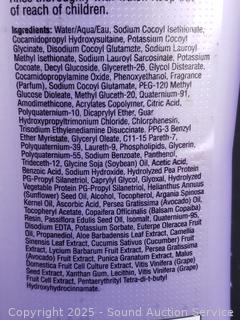 rinse thoroughly
of reach of children.
Ingredients: Water/Aqua/Eau, Sodium Cocoyl Isethionate,
Cocamidopropyl Hydroxysultaine, Potassium Cocoyl
Glycinate, Disodium Cocoyl Glutamate, Sodium Lauroyl
Methyl Isethionate, Sodium Lauroyl Sarcosinate, Potassium
Cocoate, Decyl Glucoside, Glycereth-26, Glycol Distearate,
Cocamidopropylamine Oxide, Phenoxyethanol, Fragrance
(Parfum), Sodium Cocoyl Glutamate, PEG-120 Methyl
Glucose Dioleate, Methyl Gluceth-20, Quaternium-91,
Amodimethicone, Acrylates Copolymer, Citric Acid,
Polyquaternium-10, Dicaprylyl Ether, Guar
Hydroxypropyltrimonium Chloride, Chlorphenesin,
Trisodium Ethylenediamine Disuccinate, PPG-3 Benzyl
Ether Myristate, Glyceryl Oleate, C11-15 Pareth-7,
Polyquaternium-39, Laureth-9, Phospholipids, Glycerin,
Polyquaternium-55, Sodium Benzoate, Panthenol,
Trideceth-12, Glycine Soja (Soybean) Oil, Acetic Acid,
Benzoic Acid, Sodium Hydroxide, Hydrolyzed Pea Protein
PG-Propyl Silanetriol, Caprylyl Glycol, Glyoxal, Hydrolyzed
Vegetable Protein PG-Propyl Silanetriol, Helianthus Annuus
(Sunflower) Seed Oil, Alcohol, Tocopherol, Argania Spinosa
Kernel Oil, Ascorbic Acid, Persea Gratissima (Avocado) Oil,
Tocopheryl Acetate, Copaifera Officinalis (Balsam Copaiba)
Resin, Passiflora Edulis Seed Oil, Isomalt, Quaternium-95,
Disodium EDTA, Potassium Sorbate, Euterpe Oleracea Fruit
Oil, Propanediol, Aloe Barbadensis Leaf Extract, Camellia
Sinensis Leaf Extract, Cucumis Sativus (Cucumber) Fruit
Extract, Lycium Barbarum Fruit Extract, Persea Gratissima
(Avocado) Fruit Extract, Punica Granatum Extract, Malus
Domestica Fruit Cell Culture Extract, Vitis Vinifera (Grape)
Seed Extract, Xanthan Gum, Lecithin, Vitis Vinifera (Grape)
Fruit Cell Extract, Pentaerythrityl Tetra-di-t-butyl
Hydroxyhydrocinnamate.
Copyright 2025 - Sound Auction Service